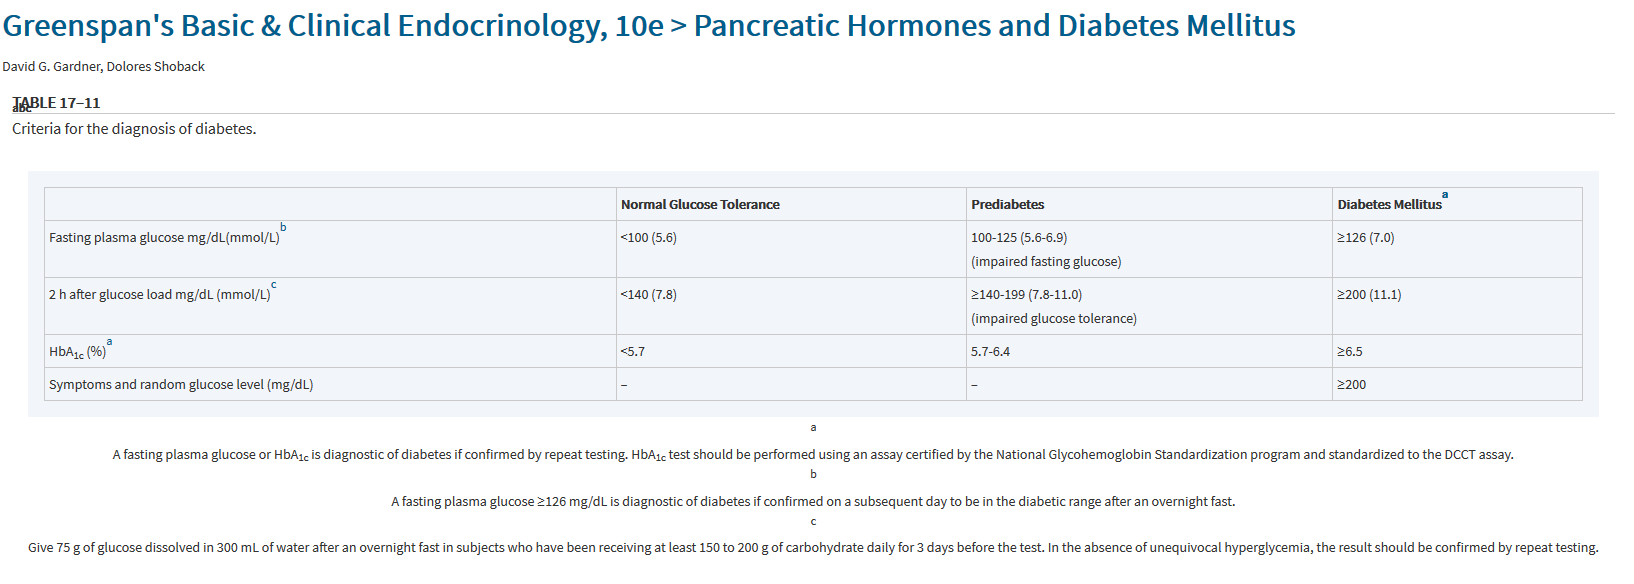 Greenspan's Basic & Clinical Endocrinology, 10e > Pancreatic Hormones and Diabetes Mellitus
David G. Gardner, Dolores Shoback
TABLE 17–11
abc
Criteria for the diagnosis of diabetes.
Normal Glucose Tolerance Prediabetes Diabetes Mellitus a
Fasting plasma glucose mg/dL(mmol/L) b <100 (5.6) 100-125 (5.6-6.9) ≥126 (7.0)
(impaired fasting glucose)
2 h after glucose load mg/dL (mmol/L) c <140 (7.8) ≥140-199 (7.8-11.0) ≥200 (11.1)
(impaired glucose tolerance)
HbA1c (%) a <5.7 5.7-6.4 ≥6.5
Symptoms and random glucose level (mg/dL) – – ≥200
a
A fasting plasma glucose or HbA1c is diagnostic of diabetes if confirmed by repeat testing. HbA1c test should be performed using an assay certified by the National Glycohemoglobin Standardization program and standardized to the DCCT assay.
b
A fasting plasma glucose ≥126 mg/dL is diagnostic of diabetes if confirmed on a subsequent day to be in the diabetic range after an overnight fast.
c
Give 75 g of glucose dissolved in 300 mL of water after an overnight fast in subjects who have been receiving at least 150 to 200 g of carbohydrate daily for 3 days before the test. In the absence of unequivocal hyperglycemia, the result should be confirmed by repeat testing.